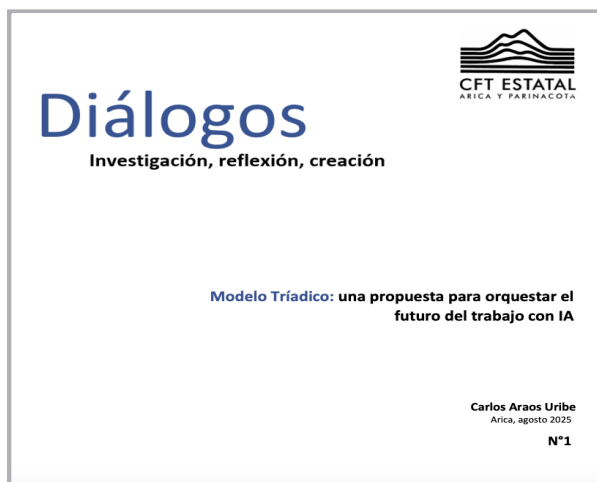 CFT ESTATAL
ARICA Y PARINACOTA
Diálogos
Investigación, reflexión, creación
Modelo Tríadico: una propuesta para orquestar el
futuro del trabajo con IA
Carlos Araos Uribe
Arica, agosto 2025
N°1